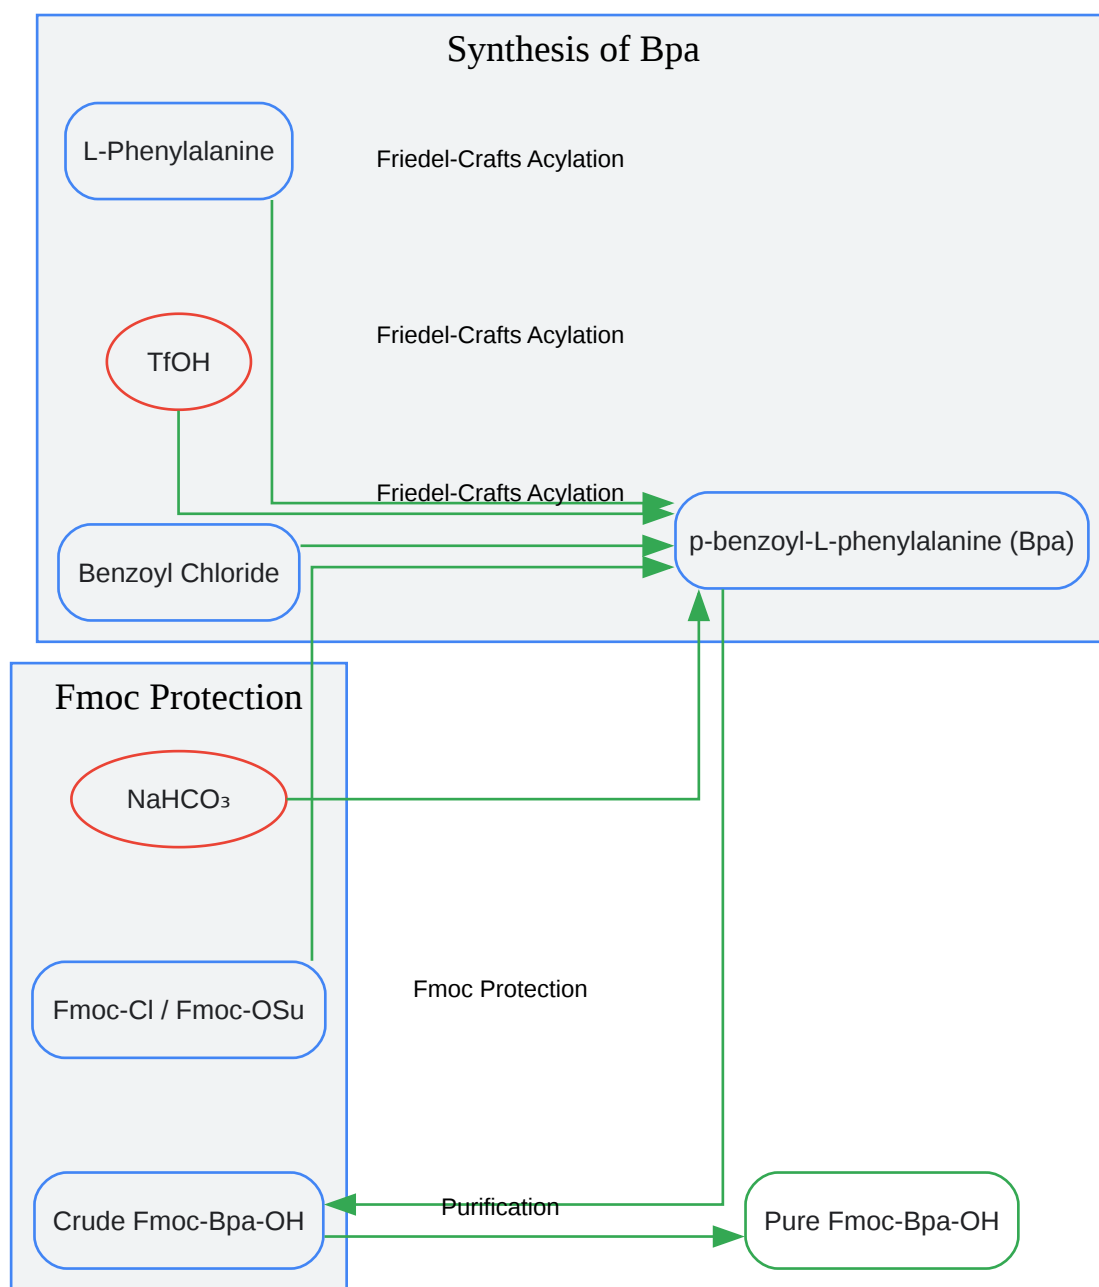 Synthesis of Bpa
L-Phenylalanine
Friedel-Crafts Acylation
Friedel-Crafts Acylation
TfOH
Friedel-Crafts Acylation
p-benzoyl-L-phenylalanine (Bpa)
Benzoyl Chloride
Fmoc Protection
NaHCO₃
Fmoc-Cl / Fmoc-OSu
Fmoc Protection
Purification
Crude Fmoc-Bpa-OH
Pure Fmoc-Bpa-OH